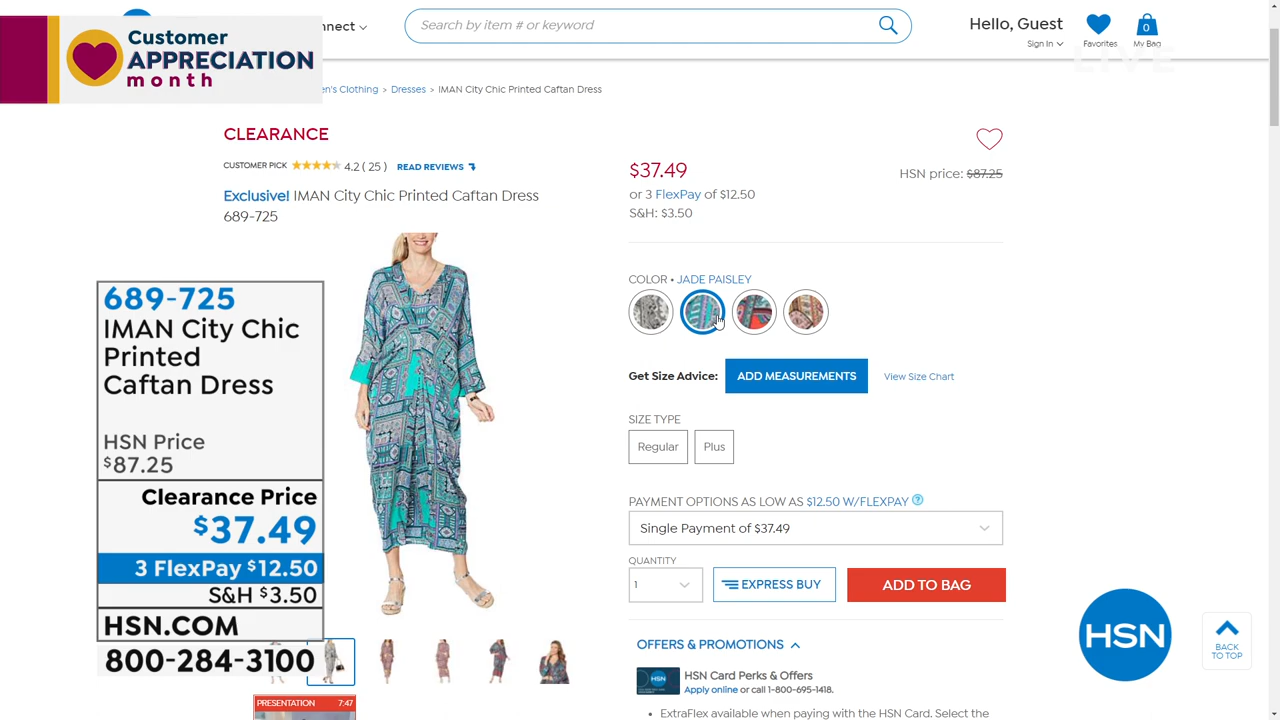 Customer
APPRECIATION
month
nnect
Search by item # or keyword
Hello, Guest
Sign In
Favorites
0
My Bag
LIVE
en's Clothing > Dresses > IMAN City Chic Printed Caftan Dress
CLEARANCE
CUSTOMER PICK 4.2 ( 25 ) READ REVIEWS
Exclusive! IMAN City Chic Printed Caftan Dress
689-725
$37.49
HSN price: $87.25
or 3 FlexPay of $12.50
S&H: $3.50
COLOR • JADE PAISLEY
Get Size Advice: ADD MEASUREMENTS View Size Chart
SIZE TYPE
Regular Plus
PAYMENT OPTIONS AS LOW AS $12.50 W/FLEXPAY ?
Single Payment of $37.49
QUANTITY
1 EXPRESS BUY ADD TO BAG
OFFERS & PROMOTIONS
HSN HSN Card Perks & Offers
Apply online or call 1-800-695-1418.
• ExtraFlex available when paying with the HSN Card. Select the
689-725
IMAN City Chic
Printed
Caftan Dress
HSN Price
$87.25
Clearance Price
$37.49
3 FlexPay $12.50
S&H $3.50
HSN.COM
800-284-3100
PRESENTATION 7:47
HSN
BACK
TO TOP